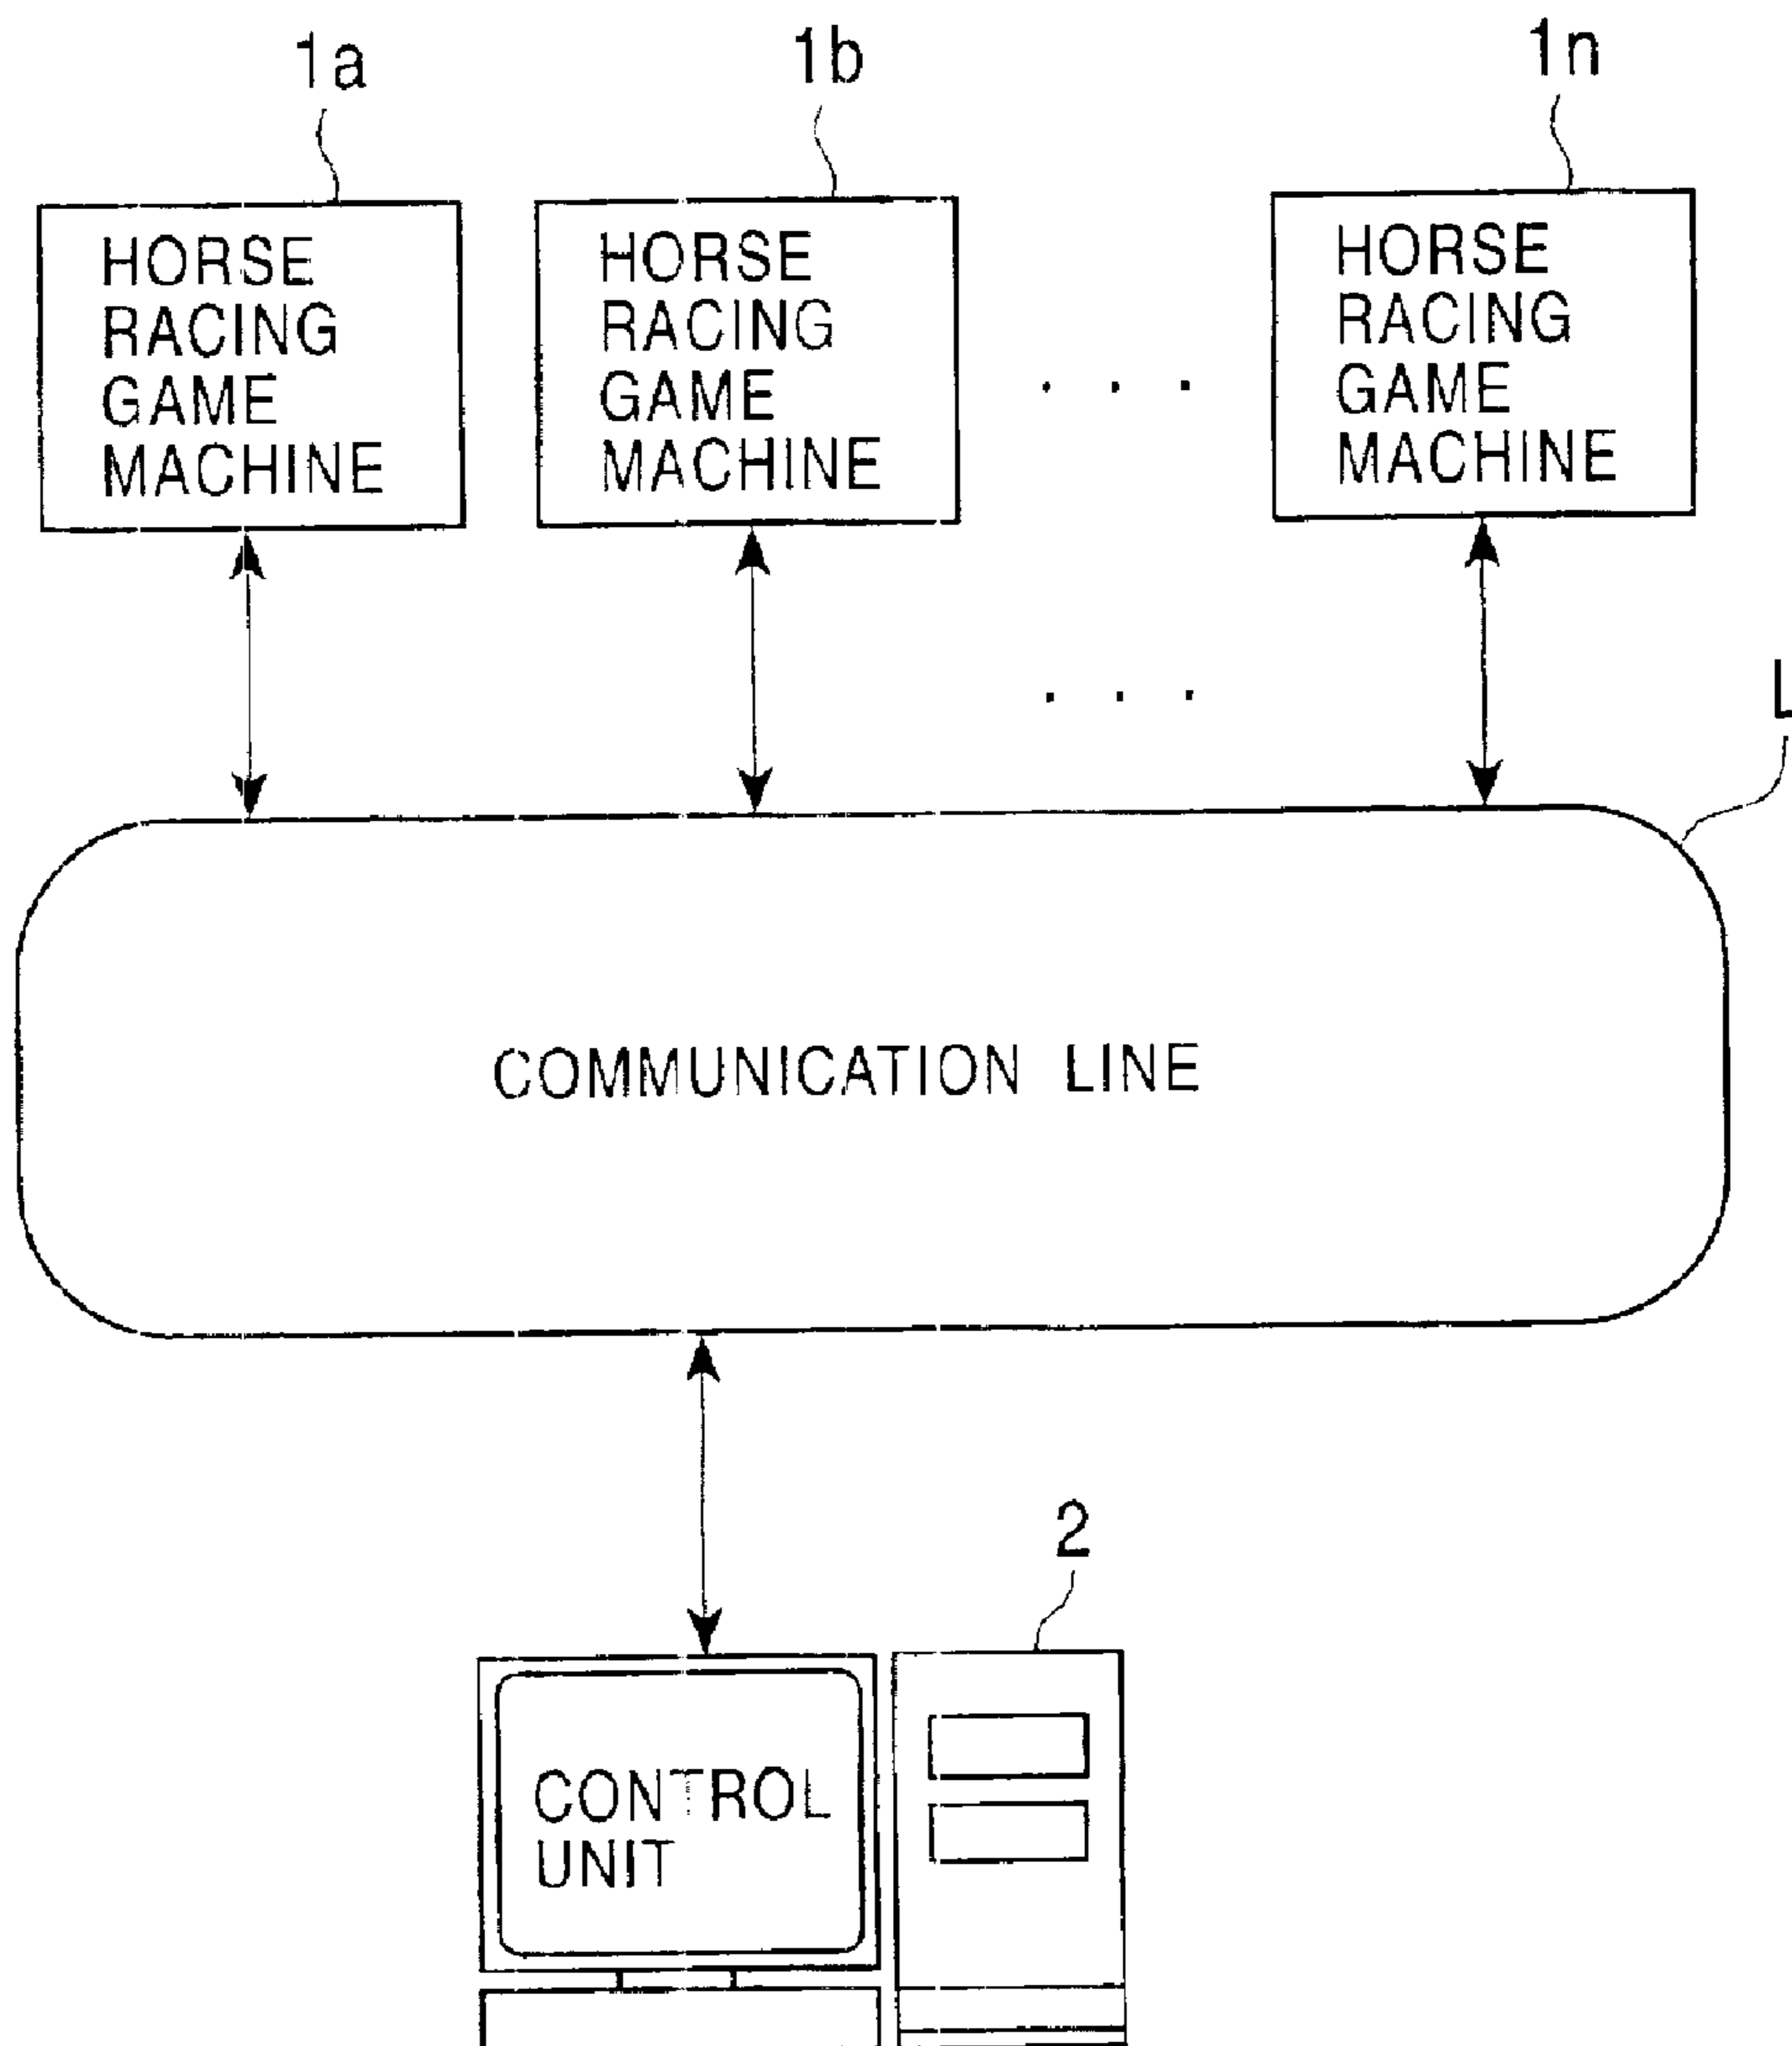 1a
1b
1n
HORSE
RACING
GAME
MACHINE
HORSE
RACING
GAME
MACHINE
. . .
HORSE
RACING
GAME
MACHINE
. . .
L
COMMUNICATION LINE
2
CONTROL
UNIT